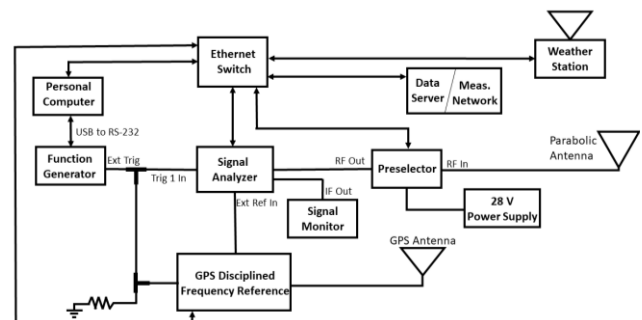 Ethernet
Switch
Weather
Station
Personal
Computer
Data
Server
Meas.
Network
USB to RS-232
Parabolic
Antenna
Function
Generator
Ext Trig
Trig 1 In
Signal
Analyzer
RF Out
Preselector
RF In
Ext Ref In
IF Out
Signal
Monitor
28 V
Power Supply
GPS Antenna
GPS Disciplined
Frequency Reference